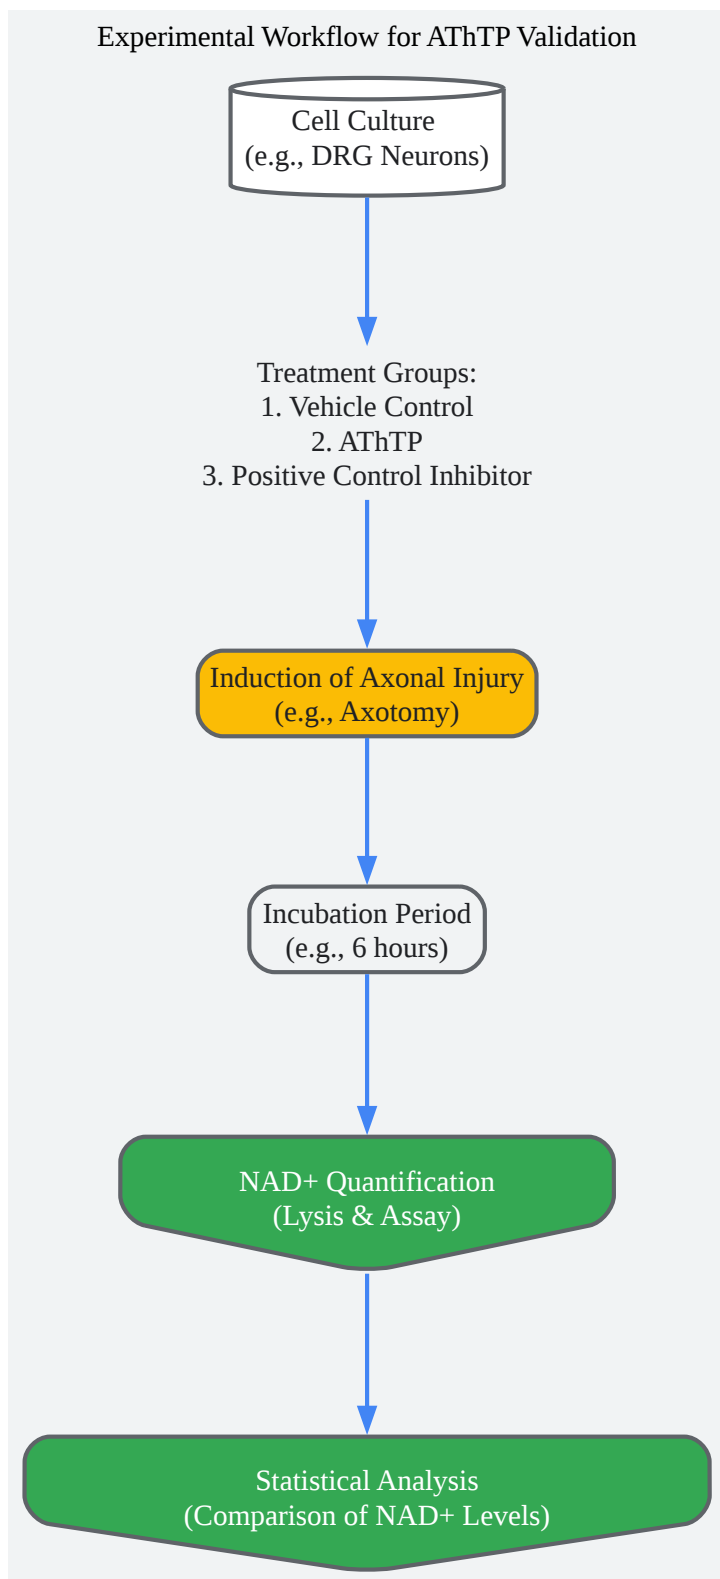 Experimental Workflow for AThTP Validation
Cell Culture
(e.g., DRG Neurons)
Treatment Groups:
1. Vehicle Control
2. AThTP
3. Positive Control Inhibitor
Induction of Axonal Injury
(e.g., Axotomy)
Incubation Period
(e.g., 6 hours)
NAD+ Quantification
(Lysis & Assay)
Statistical Analysis
(Comparison of NAD+ Levels)